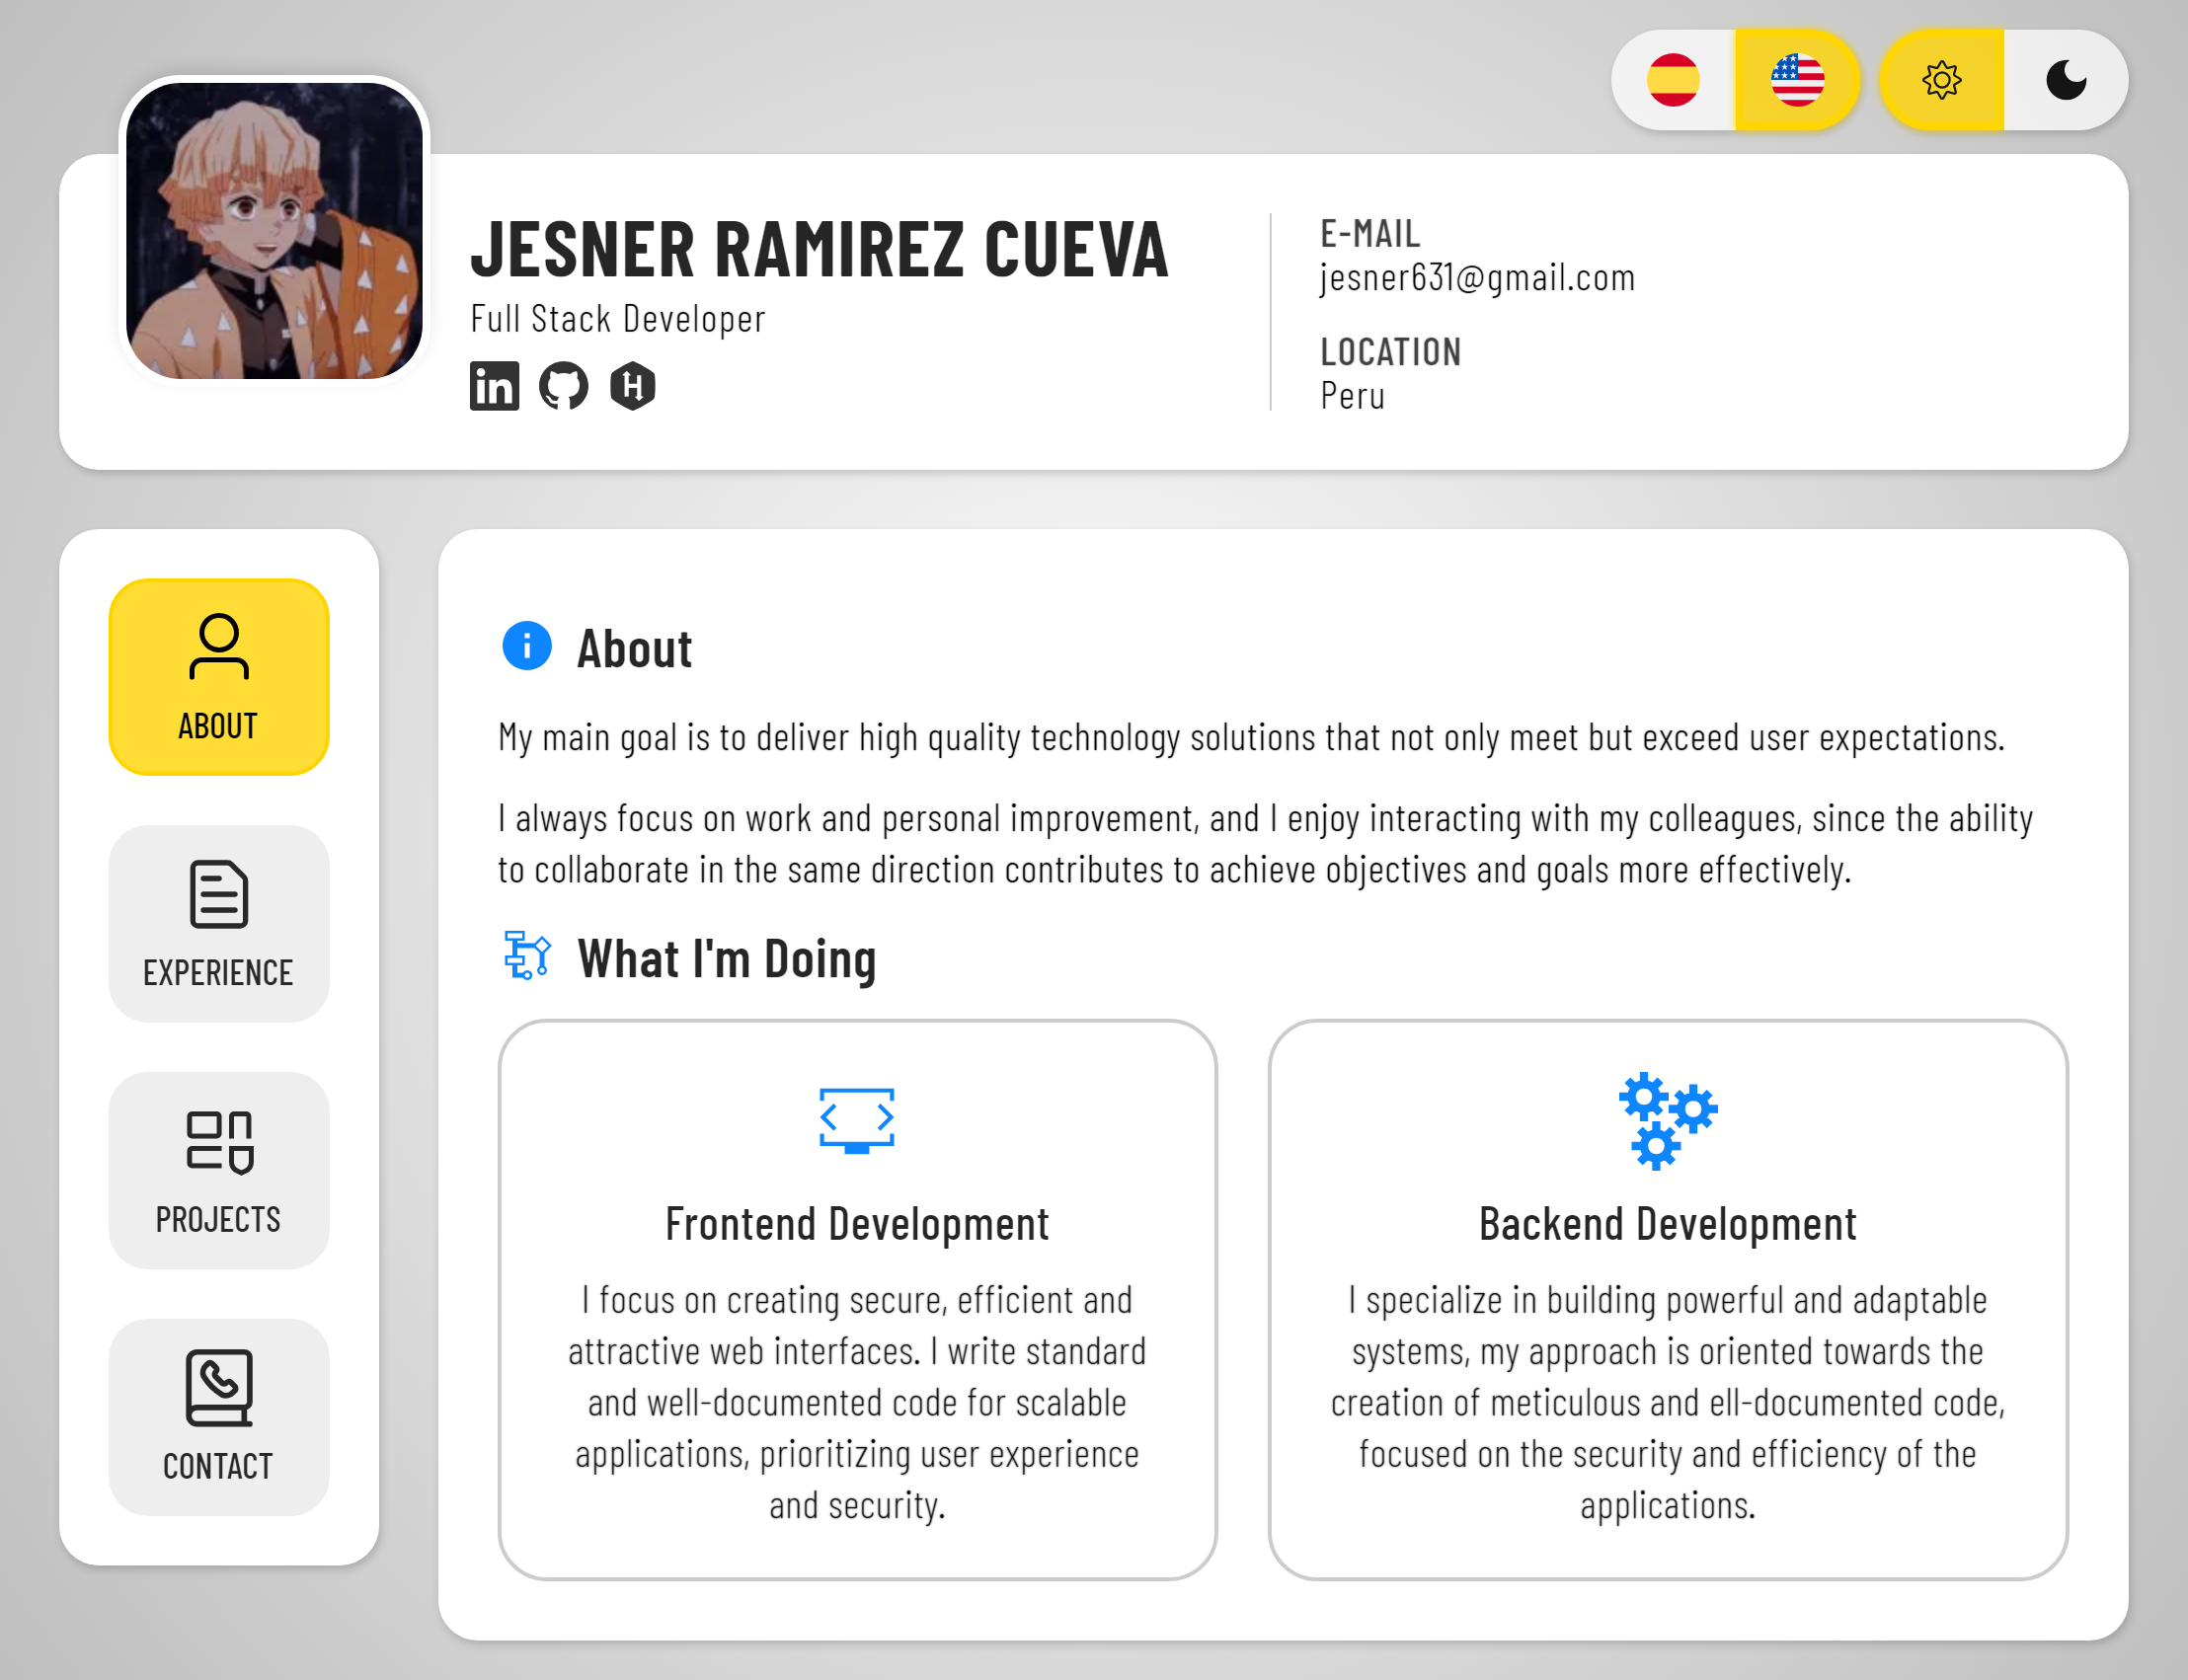 JESNER RAMIREZ CUEVA
Full Stack Developer
in
H
E-MAIL
jesner631@gmail.com
LOCATION
Peru
ABOUT
EXPERIENCE
PROJECTS
CONTACT
About
My main goal is to deliver high quality technology solutions that not only meet but exceed user expectations.
I always focus on work and personal improvement, and I enjoy interacting with my colleagues, since the ability
to collaborate in the same direction contributes to achieve objectives and goals more effectively.
What I'm Doing
Frontend Development
I focus on creating secure, efficient and
attractive web interfaces. I write standard
and well-documented code for scalable
applications, prioritizing user experience
and security.
Backend Development
I specialize in building powerful and adaptable
systems, my approach is oriented towards the
creation of meticulous and ell-documented code,
focused on the security and efficiency of the
applications.